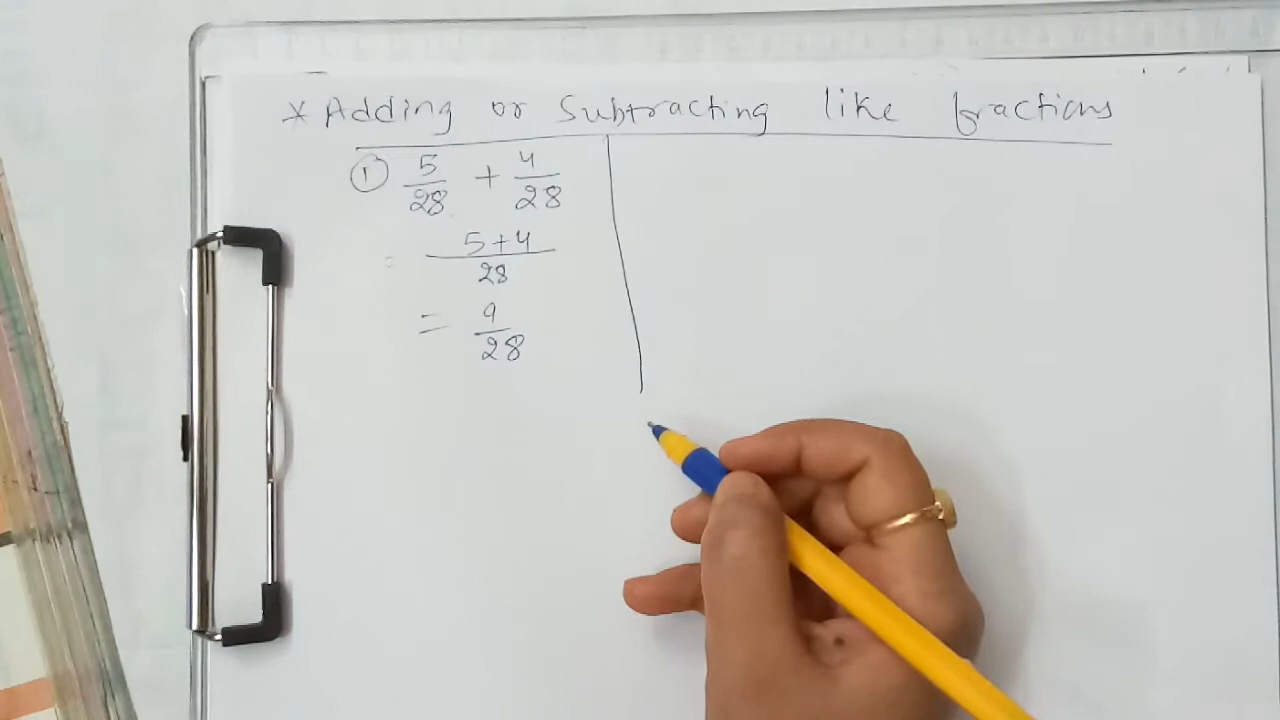 * Adding or Subtracting like fractions
① 5/28 + 4/28
= 5+4/28
= 9/28